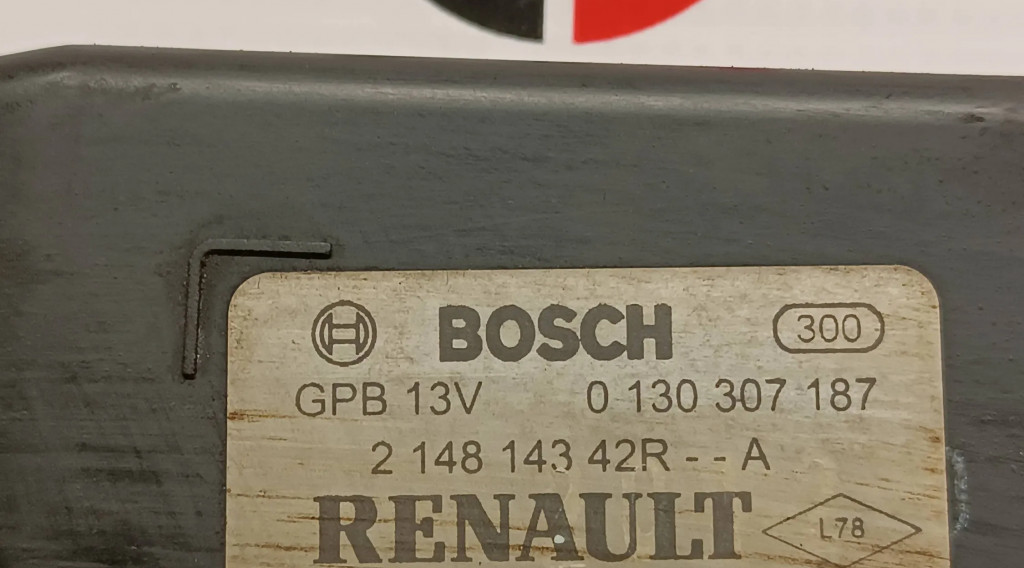 BOSCH 300
GPB 13V 0 130 307 187
2 148 143 42R - - A
RENAULT L78